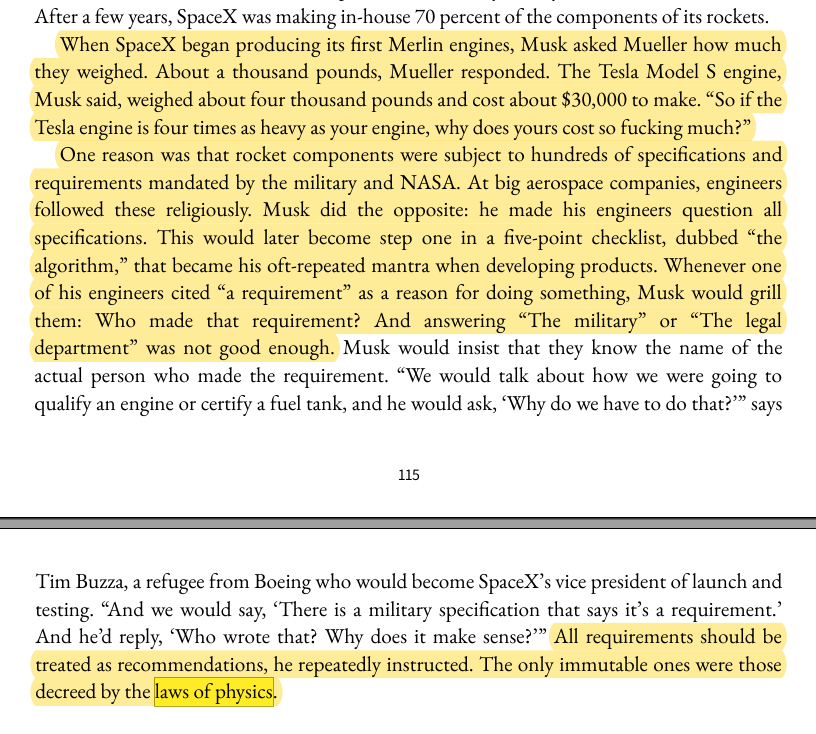 After a few years, SpaceX was making in-house 70 percent of the components of its rockets.
When SpaceX began producing its first Merlin engines, Musk asked Mueller how much
they weighed. About a thousand pounds, Mueller responded. The Tesla Model S engine,
Musk said, weighed about four thousand pounds and cost about $30,000 to make. “So if the
Tesla engine is four times as heavy as your engine, why does yours cost so fucking much?”
One reason was that rocket components were subject to hundreds of specifications and
requirements mandated by the military and NASA. At big aerospace companies, engineers
followed these religiously. Musk did the opposite: he made his engineers question all
specifications. This would later become step one in a five-point checklist, dubbed “the
algorithm,” that became his oft-repeated mantra when developing products. Whenever one
of his engineers cited “a requirement” as a reason for doing something, Musk would grill
them: Who made that requirement? And answering “The military” or “The legal
department” was not good enough. Musk would insist that they know the name of the
actual person who made the requirement. “We would talk about how we were going to
qualify an engine or certify a fuel tank, and he would ask, ‘Why do we have to do that?’” says
115
Tim Buzza, a refugee from Boeing who would become SpaceX’s vice president of launch and
testing. “And we would say, ‘There is a military specification that says it’s a requirement.’
And he’d reply, ‘Who wrote that? Why does it make sense?’” All requirements should be
treated as recommendations, he repeatedly instructed. The only immutable ones were those
decreed by the laws of physics.